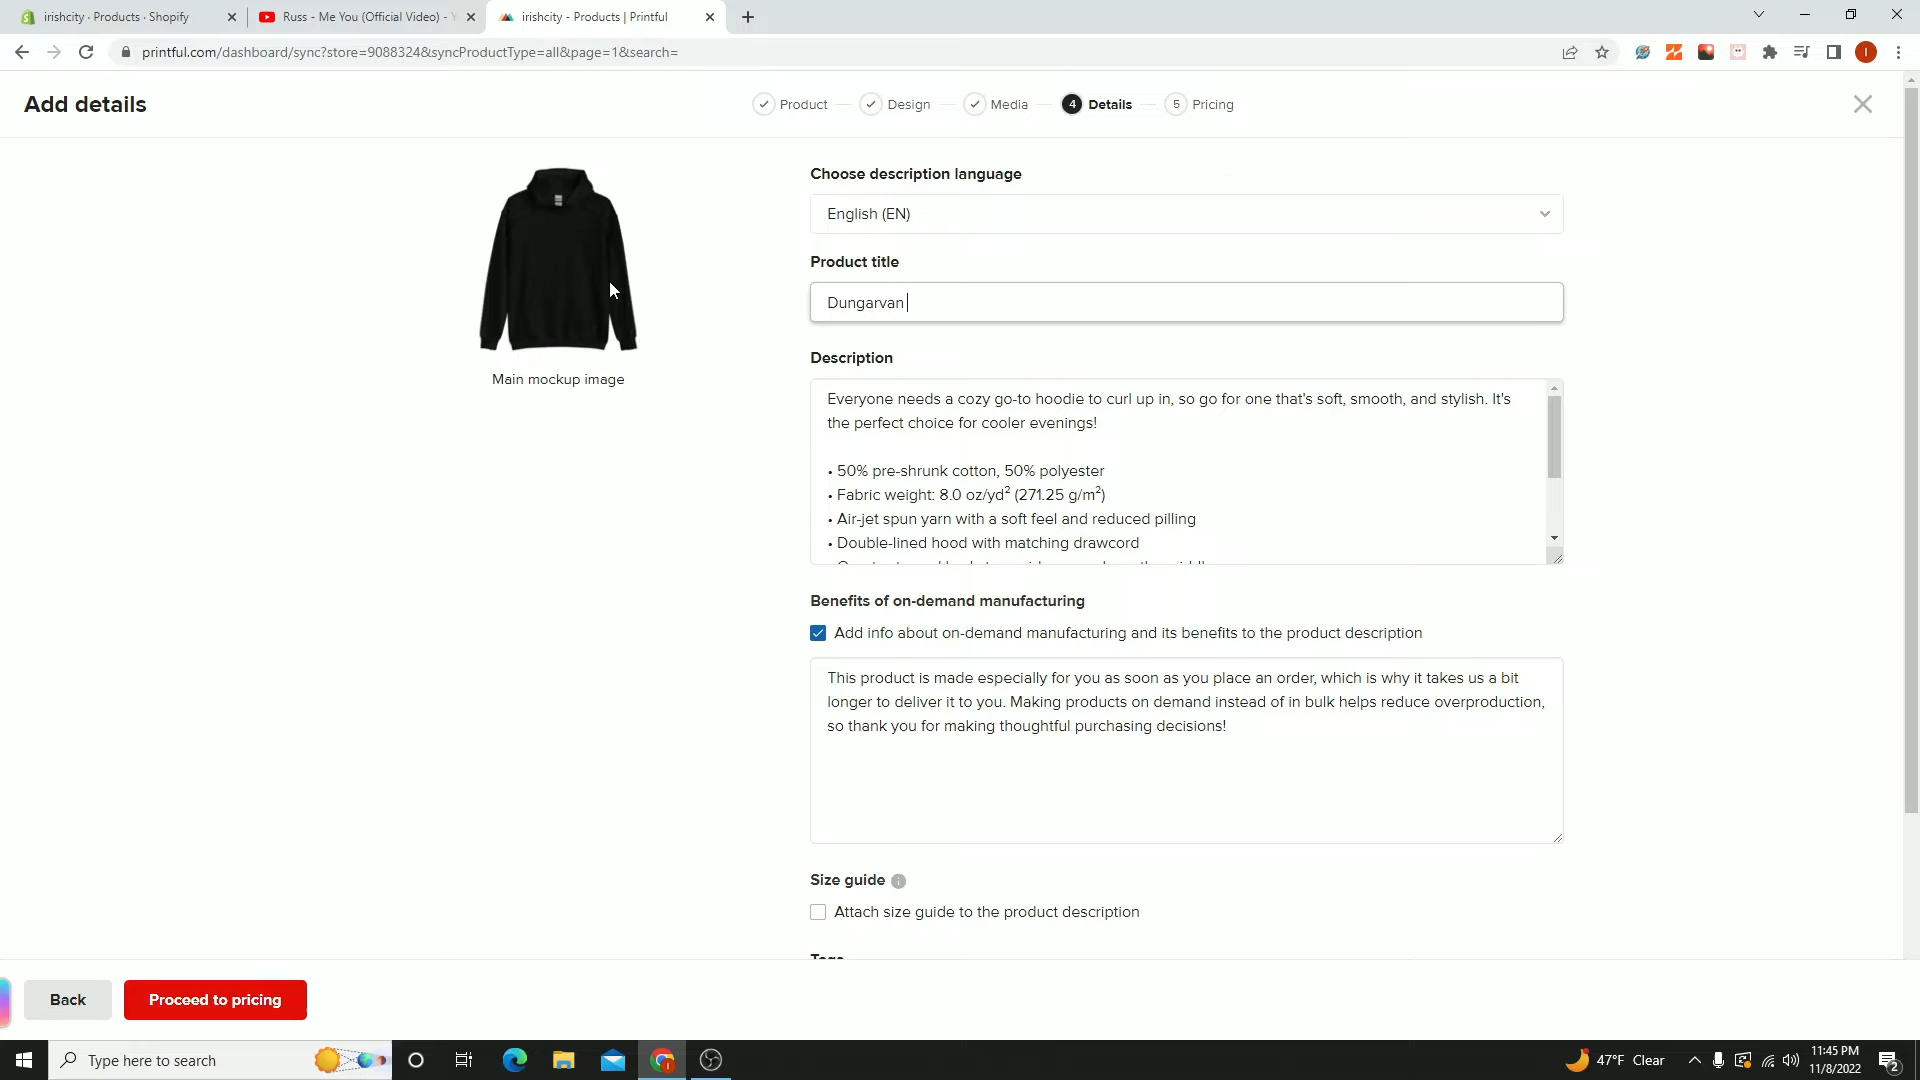 irishcity · Products · Shopify
Russ - Me You (Official Video) - Y
irishcity - Products | Printful
printful.com/dashboard/sync?store=9088324&syncProductType=all&page=1&search=
I
Add details
Product
Design
Media
4 Details
5 Pricing
Choose description language
English (EN)
Product title
Dungarvan
Description
Everyone needs a cozy go-to hoodie to curl up in, so go for one that's soft, smooth, and stylish. It's
the perfect choice for cooler evenings!
• 50% pre-shrunk cotton, 50% polyester
• Fabric weight: 8.0 oz/yd² (271.25 g/m²)
• Air-jet spun yarn with a soft feel and reduced pilling
• Double-lined hood with matching drawcord
Main mockup image
Benefits of on-demand manufacturing
Add info about on-demand manufacturing and its benefits to the product description
This product is made especially for you as soon as you place an order, which is why it takes us a bit
longer to deliver it to you. Making products on demand instead of in bulk helps reduce overproduction,
so thank you for making thoughtful purchasing decisions!
Size guide
Attach size guide to the product description
Tags
Back
Proceed to pricing
Type here to search
47°F Clear
11:45 PM
11/8/2022
2